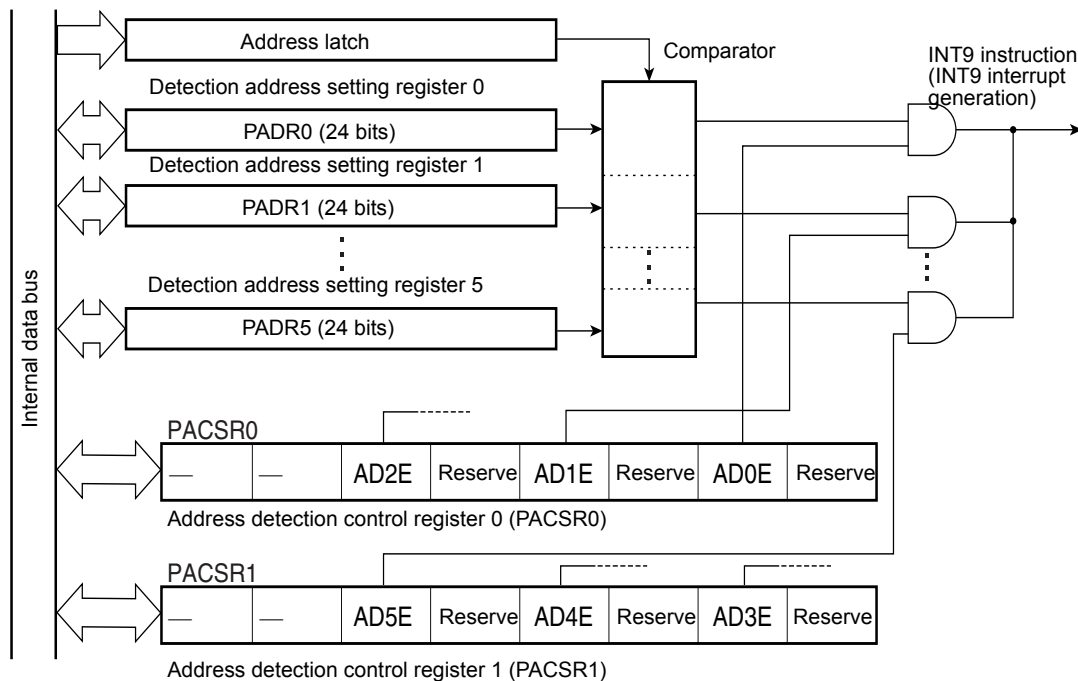 Address latch
Comparator
INT9 instruction
(INT9 interrupt
generation)
Detection address setting register 0
PADR0 (24 bits)
Detection address setting register 1
PADR1 (24 bits)
Detection address setting register 5
PADR5 (24 bits)
Internal data bus
PACSR0
— — AD2E Reserve AD1E Reserve AD0E Reserve
Address detection control register 0 (PACSR0)
PACSR1
— — AD5E Reserve AD4E Reserve AD3E Reserve
Address detection control register 1 (PACSR1)